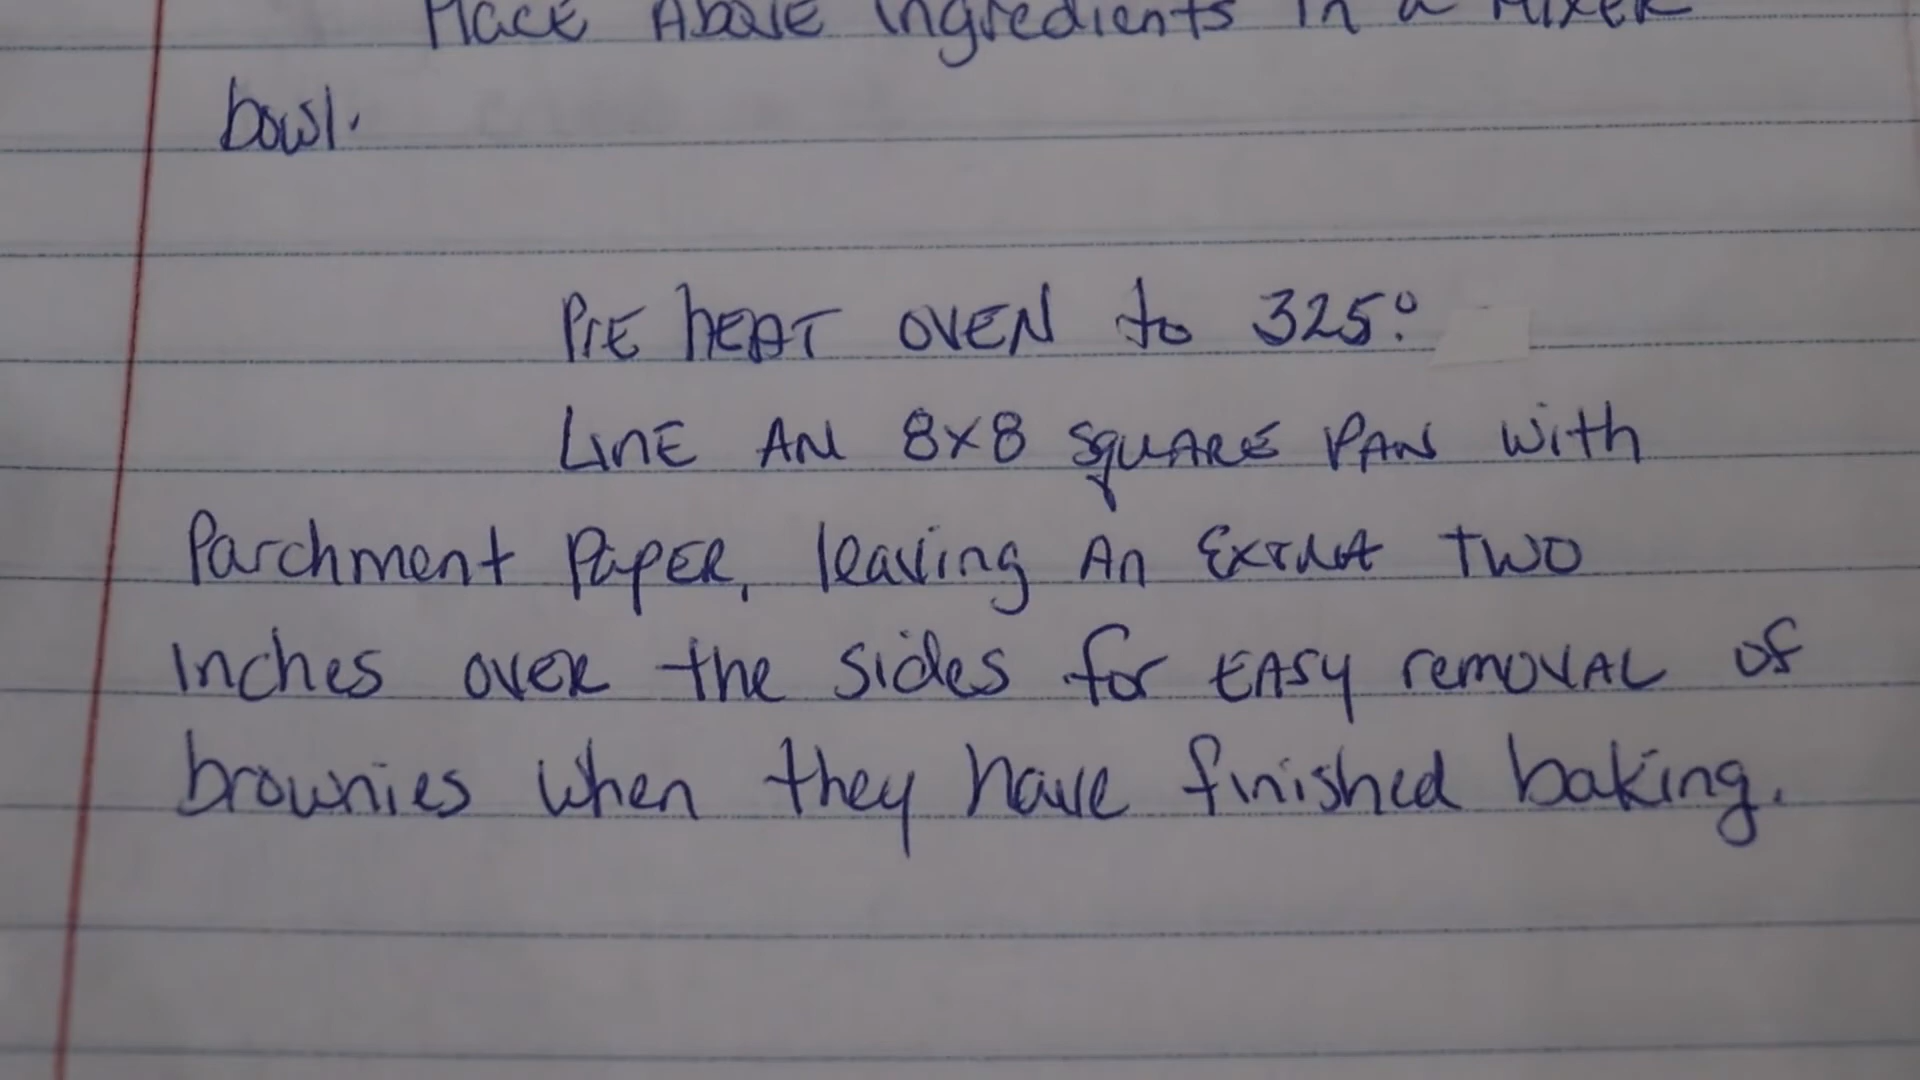 Place Above ingredients in a Mixer
bowl.
PrE hEAT OVEN to 325°.
LinE AN 8x8 SQUARE PAN with
Parchment PaPER, leaving An ExtRA TWO
inches over the sides for EASy removAL of
brownies when they have finished baking.